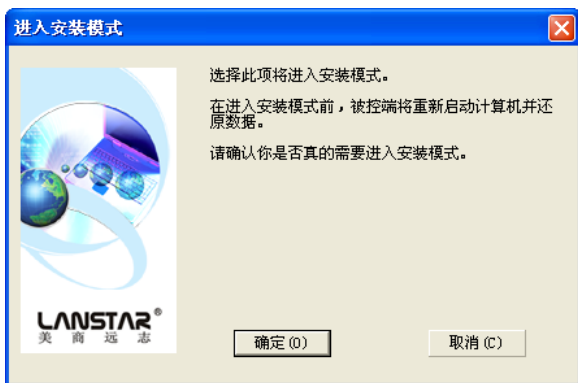 进入安装模式
选择此项将进入安装模式。
在进入安装模式前，被控端将重新启动计算机并还
原数据。
请确认你是否真的需要进入安装模式。
LANSTAR®
美商远志
确定(O)
取消(C)